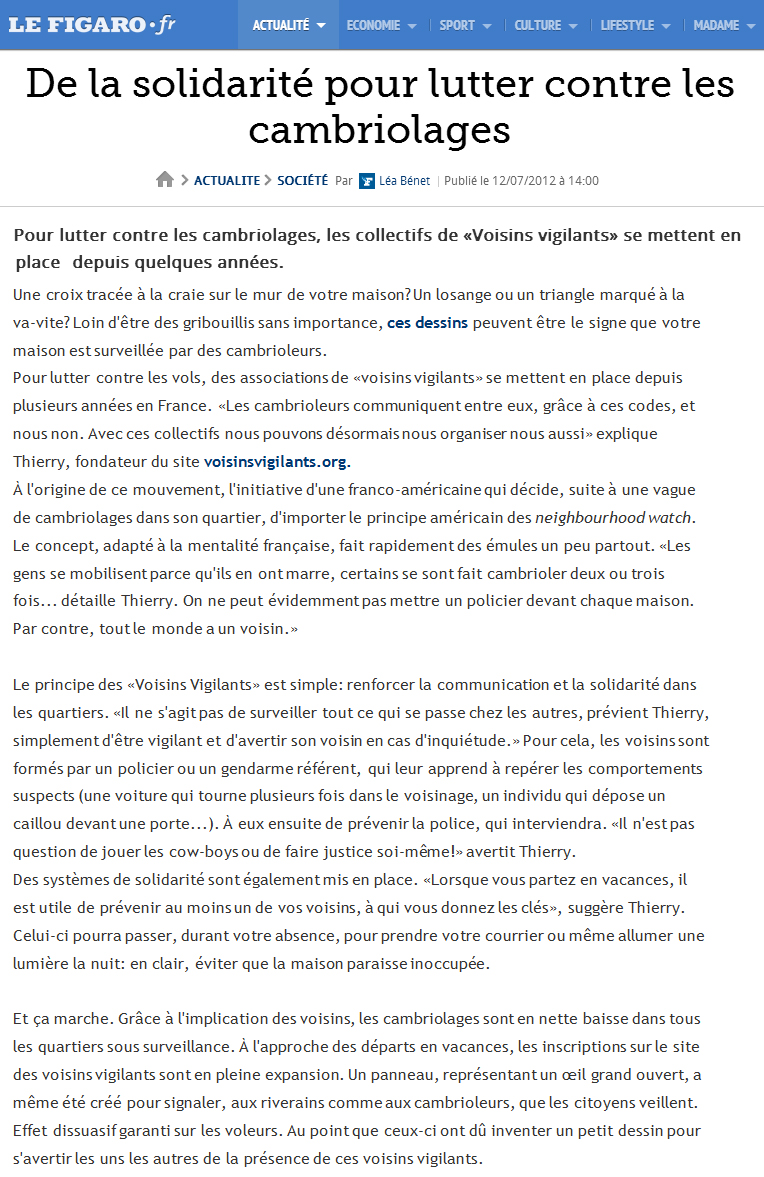 LE FIGARO·fr
ACTUALITÉ ECONOMIE SPORT CULTURE LIFESTYLE MADAME
De la solidarité pour lutter contre les
cambriolages
ACTUALITE SOCIÉTÉ Par Léa Bénet Publié le 12/07/2012 à 14:00
Pour lutter contre les cambriolages, les collectifs de «Voisins vigilants» se mettent en
place depuis quelques années.
Une croix tracée à la craie sur le mur de votre maison? Un losange ou un triangle marqué à la
va-vite? Loin d'être des gribouillis sans importance, ces dessins peuvent être le signe que votre
maison est surveillée par des cambrioleurs.
Pour lutter contre les vols, des associations de «voisins vigilants» se mettent en place depuis
plusieurs années en France. «Les cambrioleurs communiquent entre eux, grâce à ces codes, et
nous non. Avec ces collectifs nous pouvons désormais nous organiser nous aussi» explique
Thierry, fondateur du site voisinsvigilants.org.
À l'origine de ce mouvement, l'initiative d'une franco-américaine qui décide, suite à une vague
de cambriolages dans son quartier, d'importer le principe américain des neighbourhood watch.
Le concept, adapté à la mentalité française, fait rapidement des émules un peu partout. «Les
gens se mobilisent parce qu'ils en ont marre, certains se sont fait cambrioler deux ou trois
fois... détaille Thierry. On ne peut évidemment pas mettre un policier devant chaque maison.
Par contre, tout le monde a un voisin.»
Le principe des «Voisins Vigilants» est simple: renforcer la communication et la solidarité dans
les quartiers. «Il ne s'agit pas de surveiller tout ce qui se passe chez les autres, prévient Thierry,
simplement d'être vigilant et d'avertir son voisin en cas d'inquiétude.» Pour cela, les voisins sont
formés par un policier ou un gendarme référent, qui leur apprend à repérer les comportements
suspects (une voiture qui tourne plusieurs fois dans le voisinage, un individu qui dépose un
caillou devant une porte...). À eux ensuite de prévenir la police, qui interviendra. «Il n'est pas
question de jouer les cow-boys ou de faire justice soi-même!» avertit Thierry.
Des systèmes de solidarité sont également mis en place. «Lorsque vous partez en vacances, il
est utile de prévenir au moins un de vos voisins, à qui vous donnez les clés», suggère Thierry.
Celui-ci pourra passer, durant votre absence, pour prendre votre courrier ou même allumer une
lumière la nuit: en clair, éviter que la maison paraisse inoccupée.
Et ça marche. Grâce à l'implication des voisins, les cambriolages sont en nette baisse dans tous
les quartiers sous surveillance. À l'approche des départs en vacances, les inscriptions sur le site
des voisins vigilants sont en pleine expansion. Un panneau, représentant un œil grand ouvert, a
même été créé pour signaler, aux riverains comme aux cambrioleurs, que les citoyens veillent.
Effet dissuasif garanti sur les voleurs. Au point que ceux-ci ont dû inventer un petit dessin pour
s'avertir les uns les autres de la présence de ces voisins vigilants.